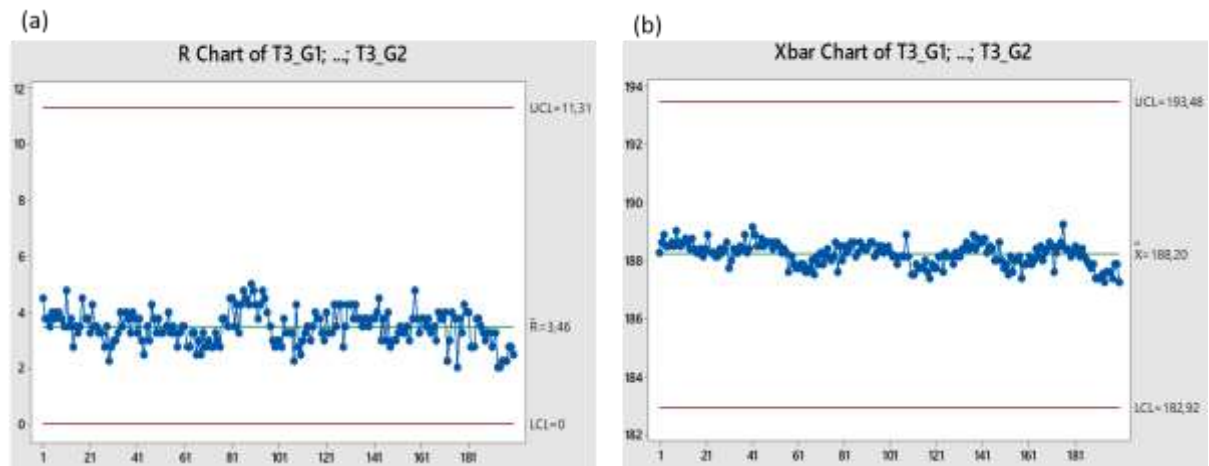 (a)
R Chart of T3_G1; ...; T3_G2
12
10
8
6
4
2
0
UCL=11,31
R̄=3,46
LCL=0
1 21 41 61 81 101 121 141 161 181
(b)
Xbar Chart of T3_G1; ...; T3_G2
194
192
190
188
186
184
182
UCL=193,48
X̿=188,20
LCL=182,92
1 21 41 61 81 101 121 141 161 181